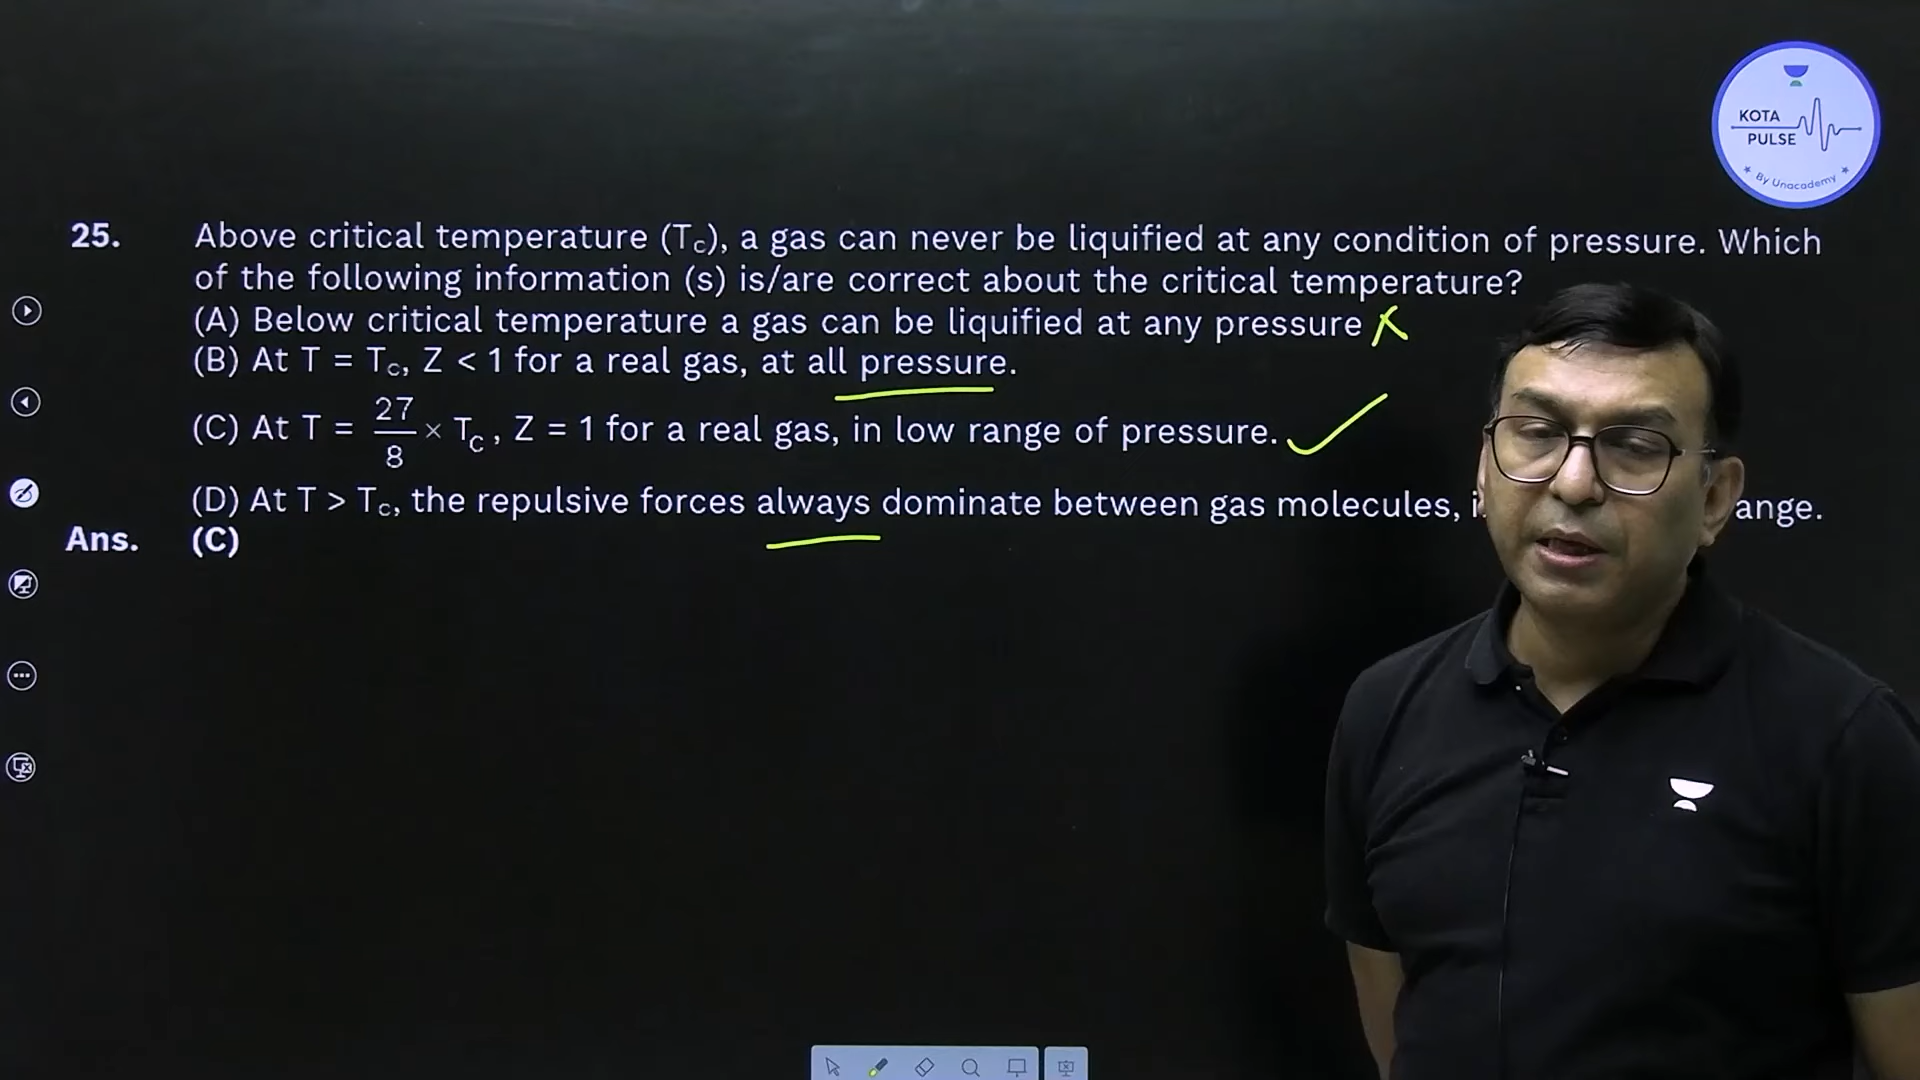 KOTA
PULSE
By Unacademy
25. Above critical temperature (Tc), a gas can never be liquified at any condition of pressure. Which
of the following information (s) is/are correct about the critical temperature?
(A) Below critical temperature a gas can be liquified at any pressure
(B) At T = Tc, Z < 1 for a real gas, at all pressure.
(C) At T = 27/8 × Tc, Z = 1 for a real gas, in low range of pressure.
(D) At T > Tc, the repulsive forces always dominate between gas molecules, ange.
Ans. (C)